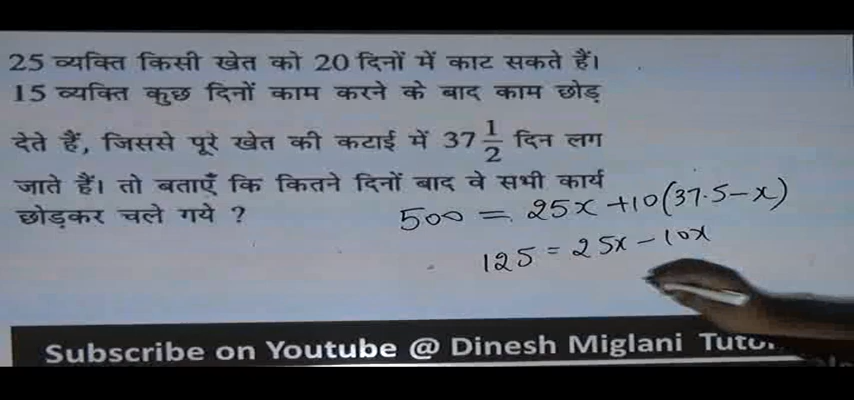 25 व्यक्ति किसी खेत को 20 दिनों में काट सकते हैं।
15 व्यक्ति कुछ दिनों काम करने के बाद काम छोड़
देते हैं, जिससे पूरे खेत की कटाई में 37 1/2 दिन लग
जाते हैं। तो बताएँ कि कितने दिनों बाद वे सभी कार्य
छोड़कर चले गये ?
500 = 25x +10(37.5-x)
125 = 25x - 10x
Subscribe on Youtube @ Dinesh Miglani